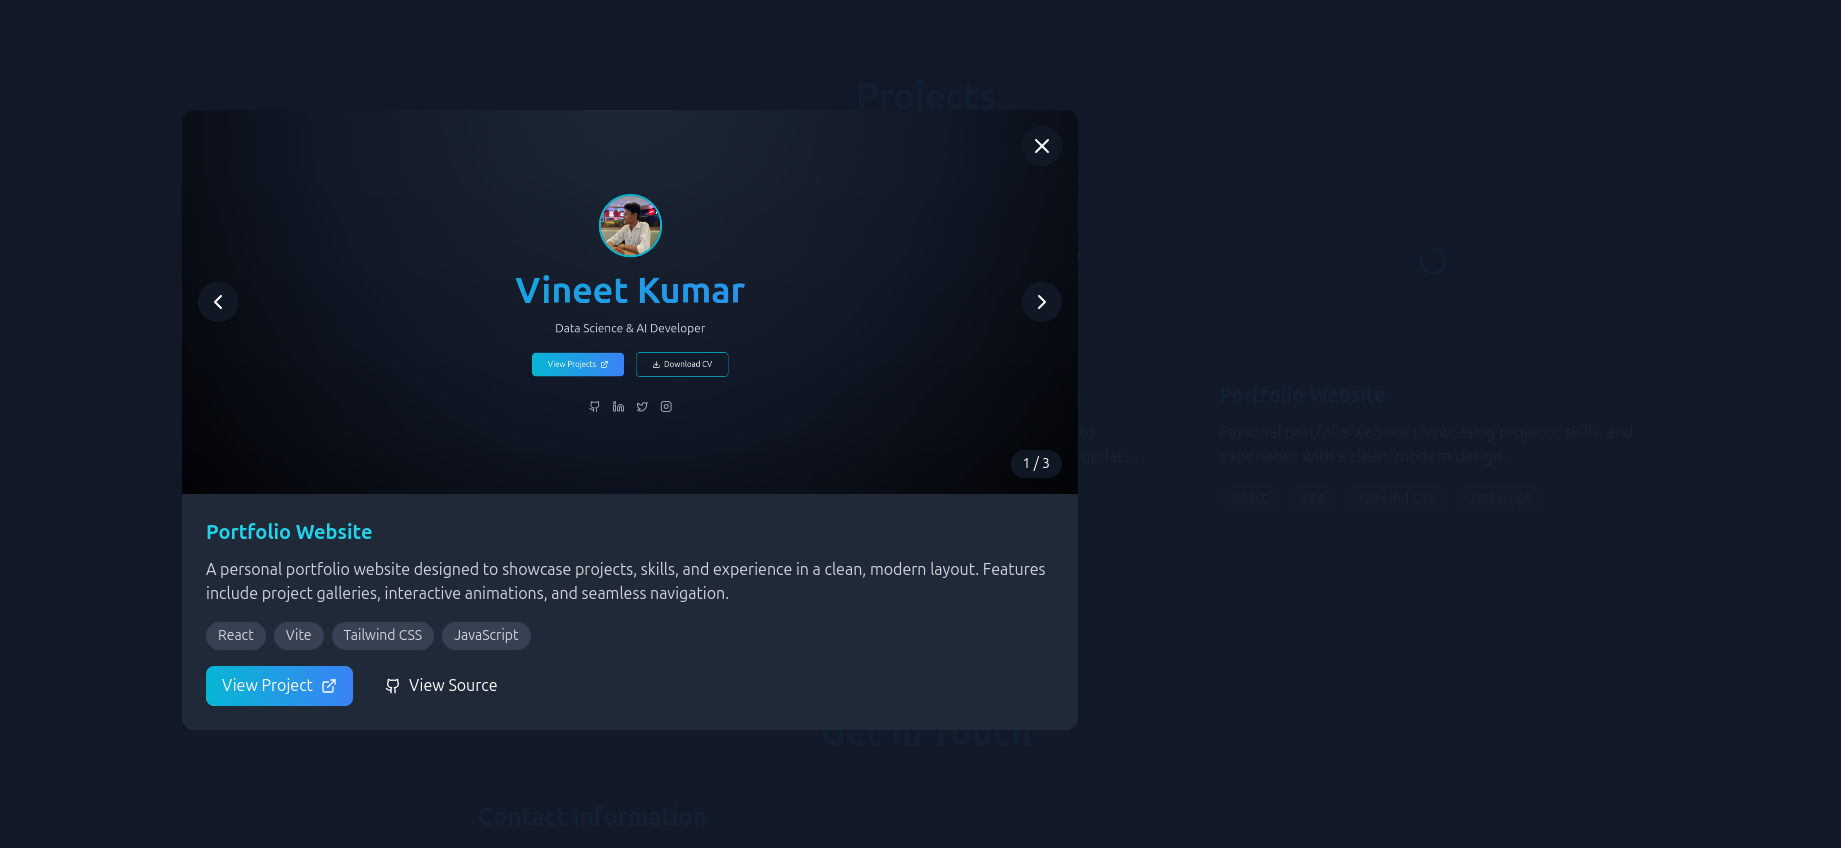 Projects
Vineet Kumar
Data Science & AI Developer
View Projects
Download CV
1 / 3
Portfolio Website
A personal portfolio website designed to showcase projects, skills, and experience in a clean, modern layout. Features
include project galleries, interactive animations, and seamless navigation.
React
Vite
Tailwind CSS
JavaScript
View Project
View Source
to
updat...
Portfolio Website
Personal portfolio website showcasing projects, skills, and
experience with a clean, modern design.
React
Vite
Tailwind CSS
JavaScript
Get In Touch
Contact Information